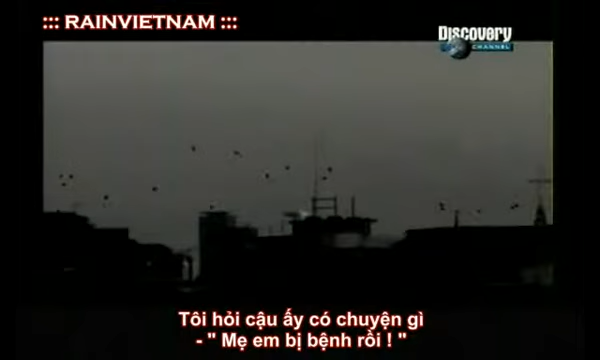 ::: RAINVIETNAM :::
Discovery
CHANNEL
Tôi hỏi cậu ấy có chuyện gì
- " Mẹ em bị bệnh rồi ! "